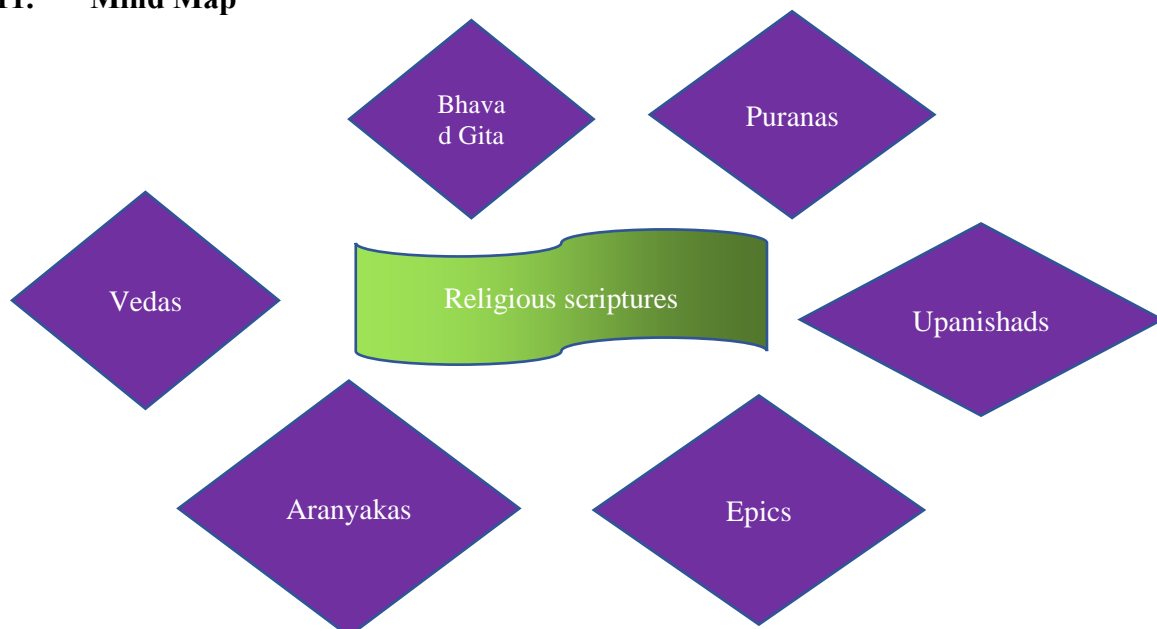 11. Mind Map
Bhava
d Gita
Puranas
Vedas
Religious scriptures
Upanishads
Aranyakas
Epics